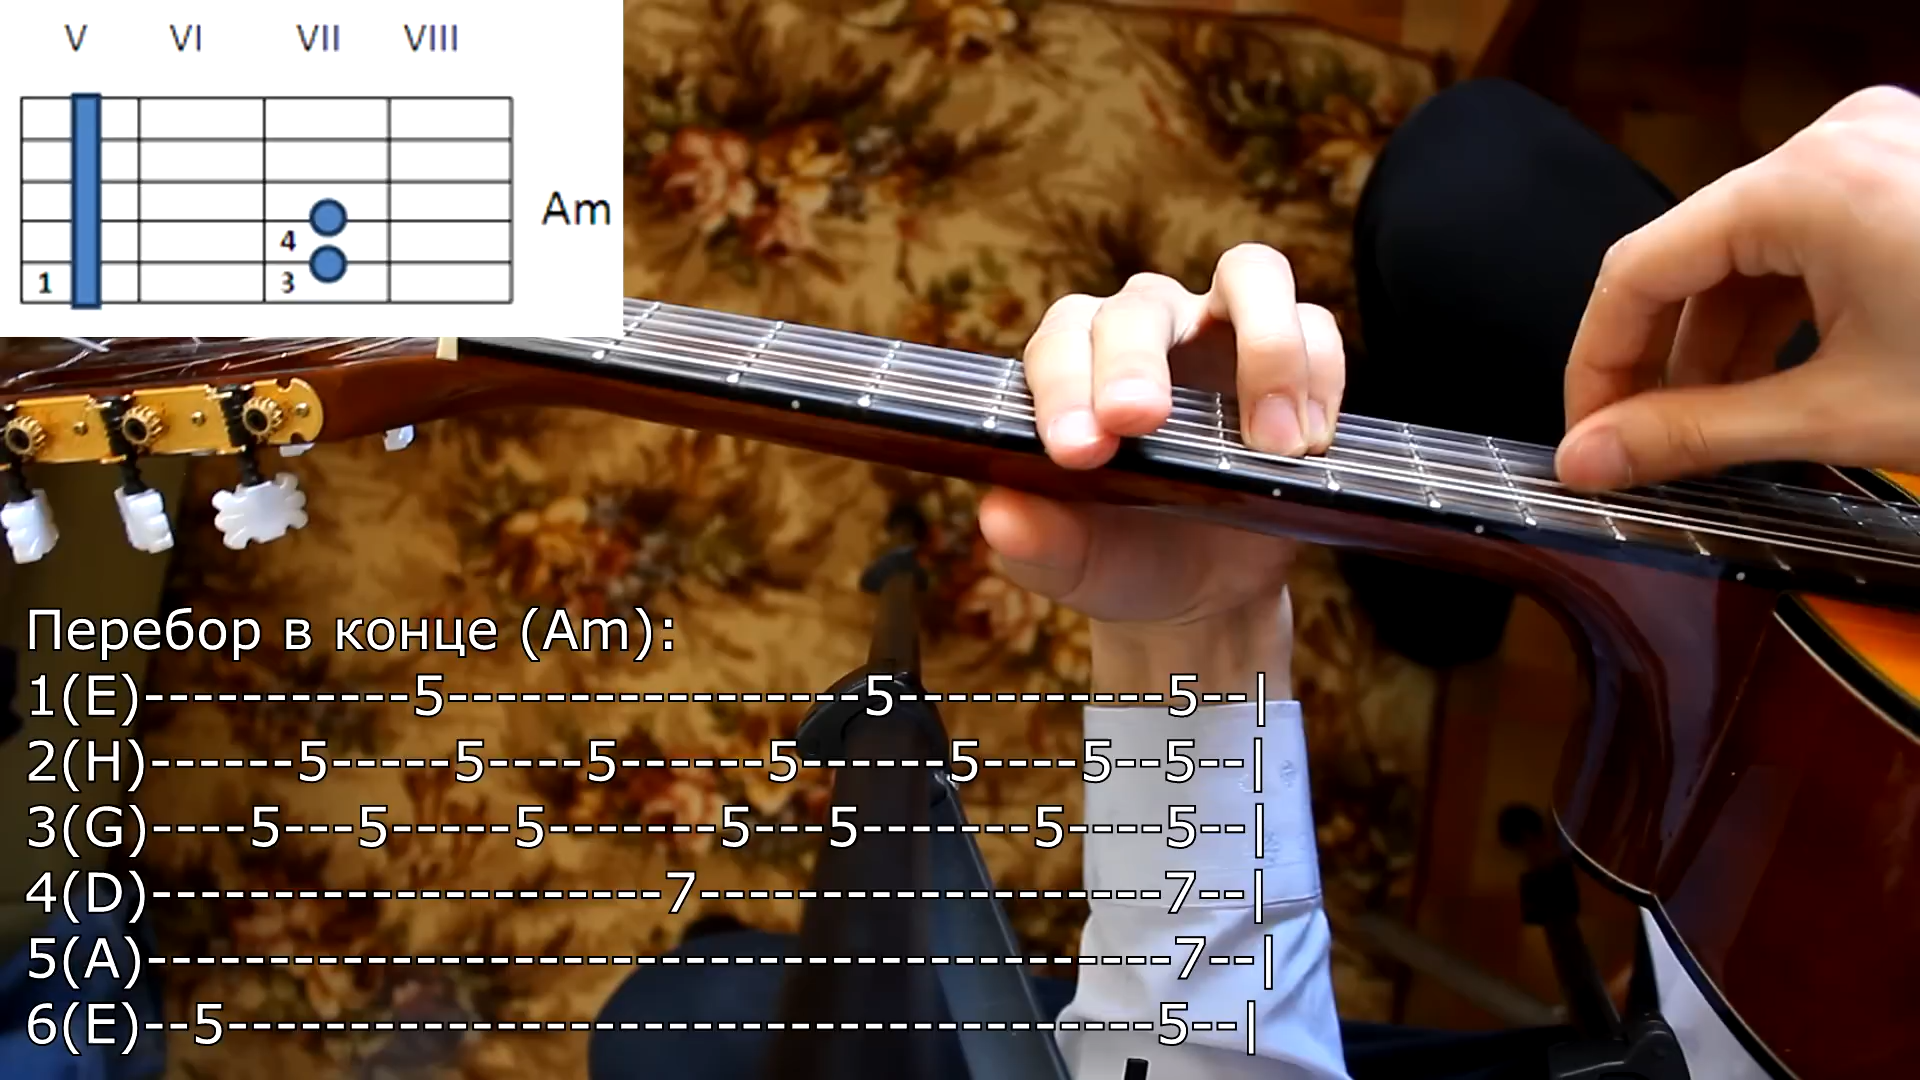 V VI VII VIII
Am
4
1 3
Перебор в конце (Am):
1(E)-----------5----------------5----------5--|
2(H)------5-----5----5------5------5----5--5--|
3(G)----5---5-----5-------5---5-------5----5--|
4(D)-------------------7-----------------7--|
5(A)--------------------------------------7--|
6(E)--5-----------------------------------5--|